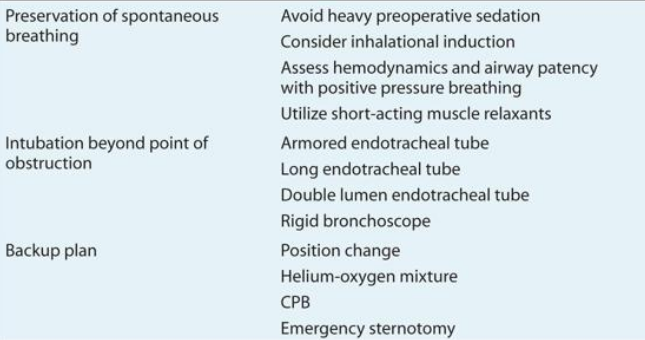 Preservation of spontaneous breathing
Avoid heavy preoperative sedation
Consider inhalational induction
Assess hemodynamics and airway patency
with positive pressure breathing
Utilize short-acting muscle relaxants
Intubation beyond point of obstruction
Armored endotracheal tube
Long endotracheal tube
Double lumen endotracheal tube
Rigid bronchoscope
Backup plan
Position change
Helium-oxygen mixture
CPB
Emergency sternotomy